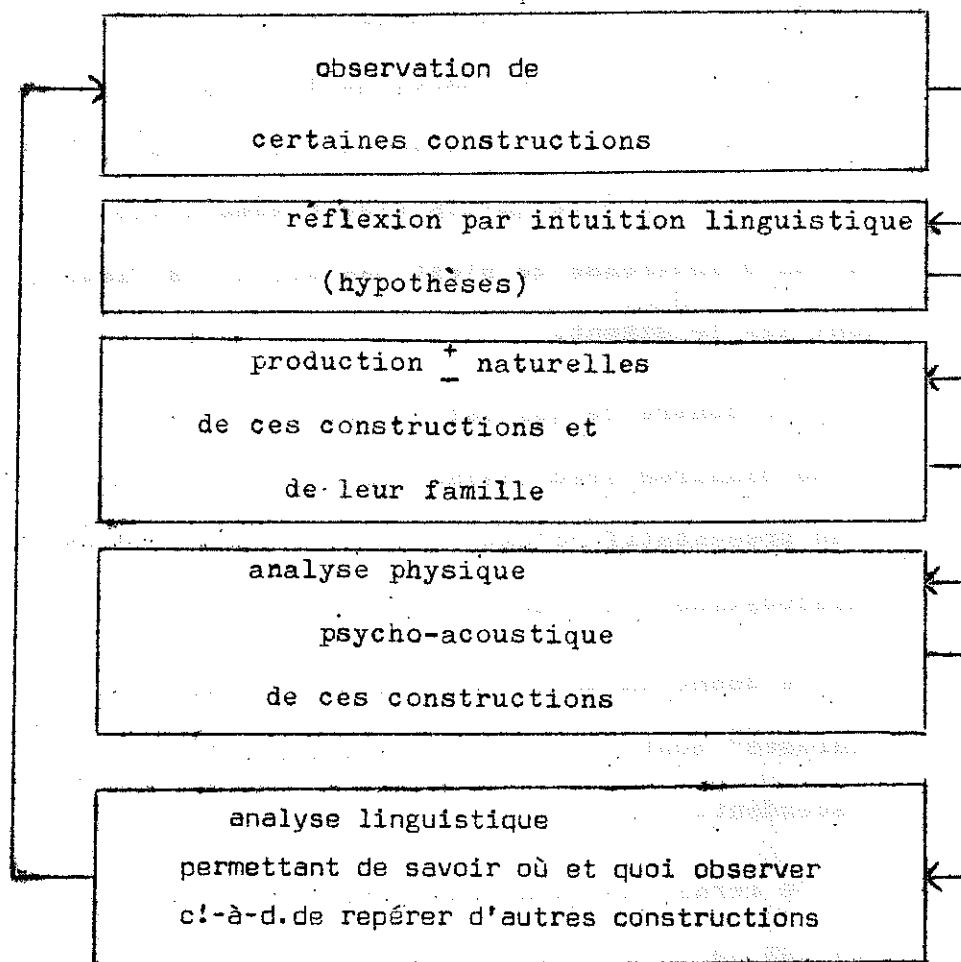 observation de
certaines constructions
réflexion par intuition linguistique
(hypothèses)
production ± naturelles
de ces constructions et
de leur famille
analyse physique
psycho-acoustique
de ces constructions
analyse linguistique
permettant de savoir où et quoi observer
c!-à-d.de repérer d'autres constructions